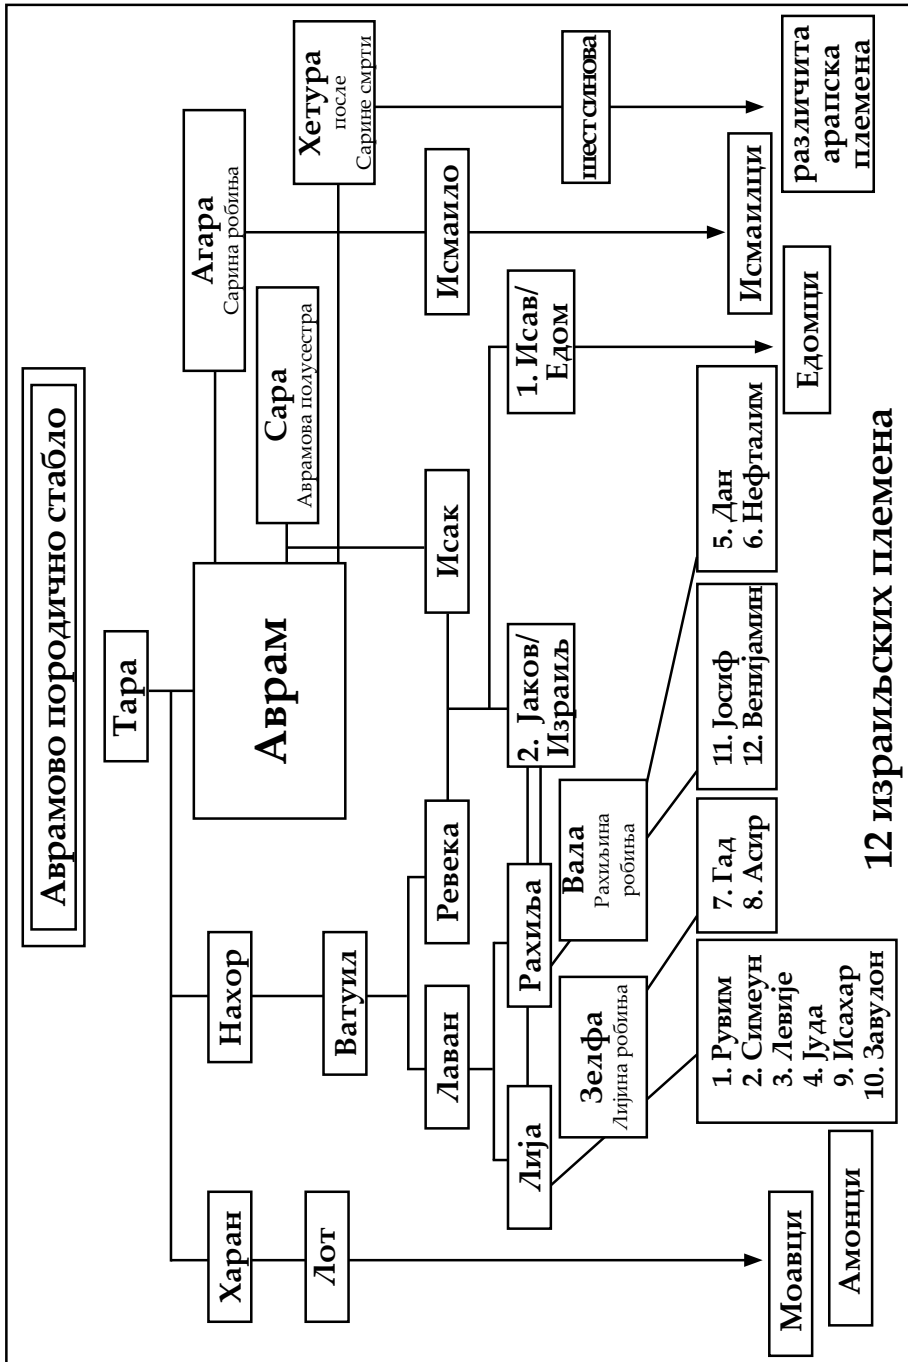 Аврамово породично стабло
Тара
Харан
Нахор
Аврам
Агара
Сарина робиња
Сара
Аврамова полусестра
Хетура
после
Сарине смрти
Лот
Ватуил
Лаван
Ревека
Исак
Исмаило
Лија
Рахиља
2. Јаков/
Израиљ
1. Исав/
Едом
шест синова
Зелфа
Лијина робиња
Вала
Рахиљина
робиња
1. Рувим
2. Симеун
3. Левије
4. Јуда
9. Исахар
10. Завулон
7. Гад
8. Асир
11. Јосиф
12. Венијамин
5. Дан
6. Нефталим
Моавци
Амонци
Едомци
Исмаилци
различита
арапска
племена
12 израиљских племена